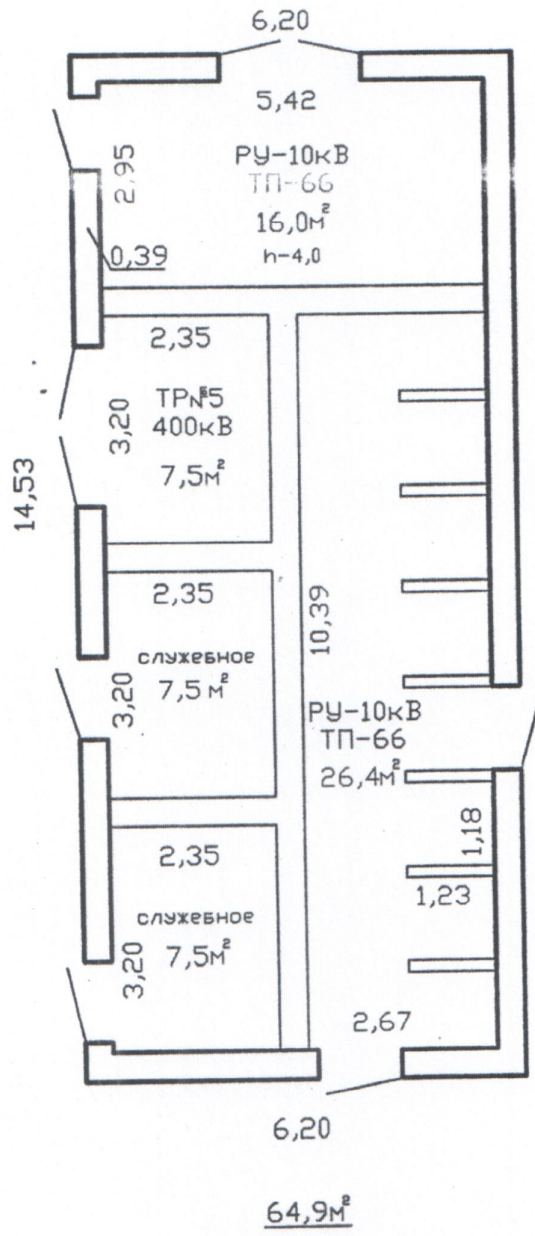 6,20
5,42
РУ-10кВ
ТП-66
16,0м²
h-4,0
2,95
0,39
2,35
ТР№5
400кВ
7,5м²
3,20
14,53
2,35
служебное
7,5 м²
3,20
10,39
РУ-10кВ
ТП-66
26,4м²
1,18
1,23
2,35
служебное
7,5м²
3,20
2,67
6,20
64,9м²